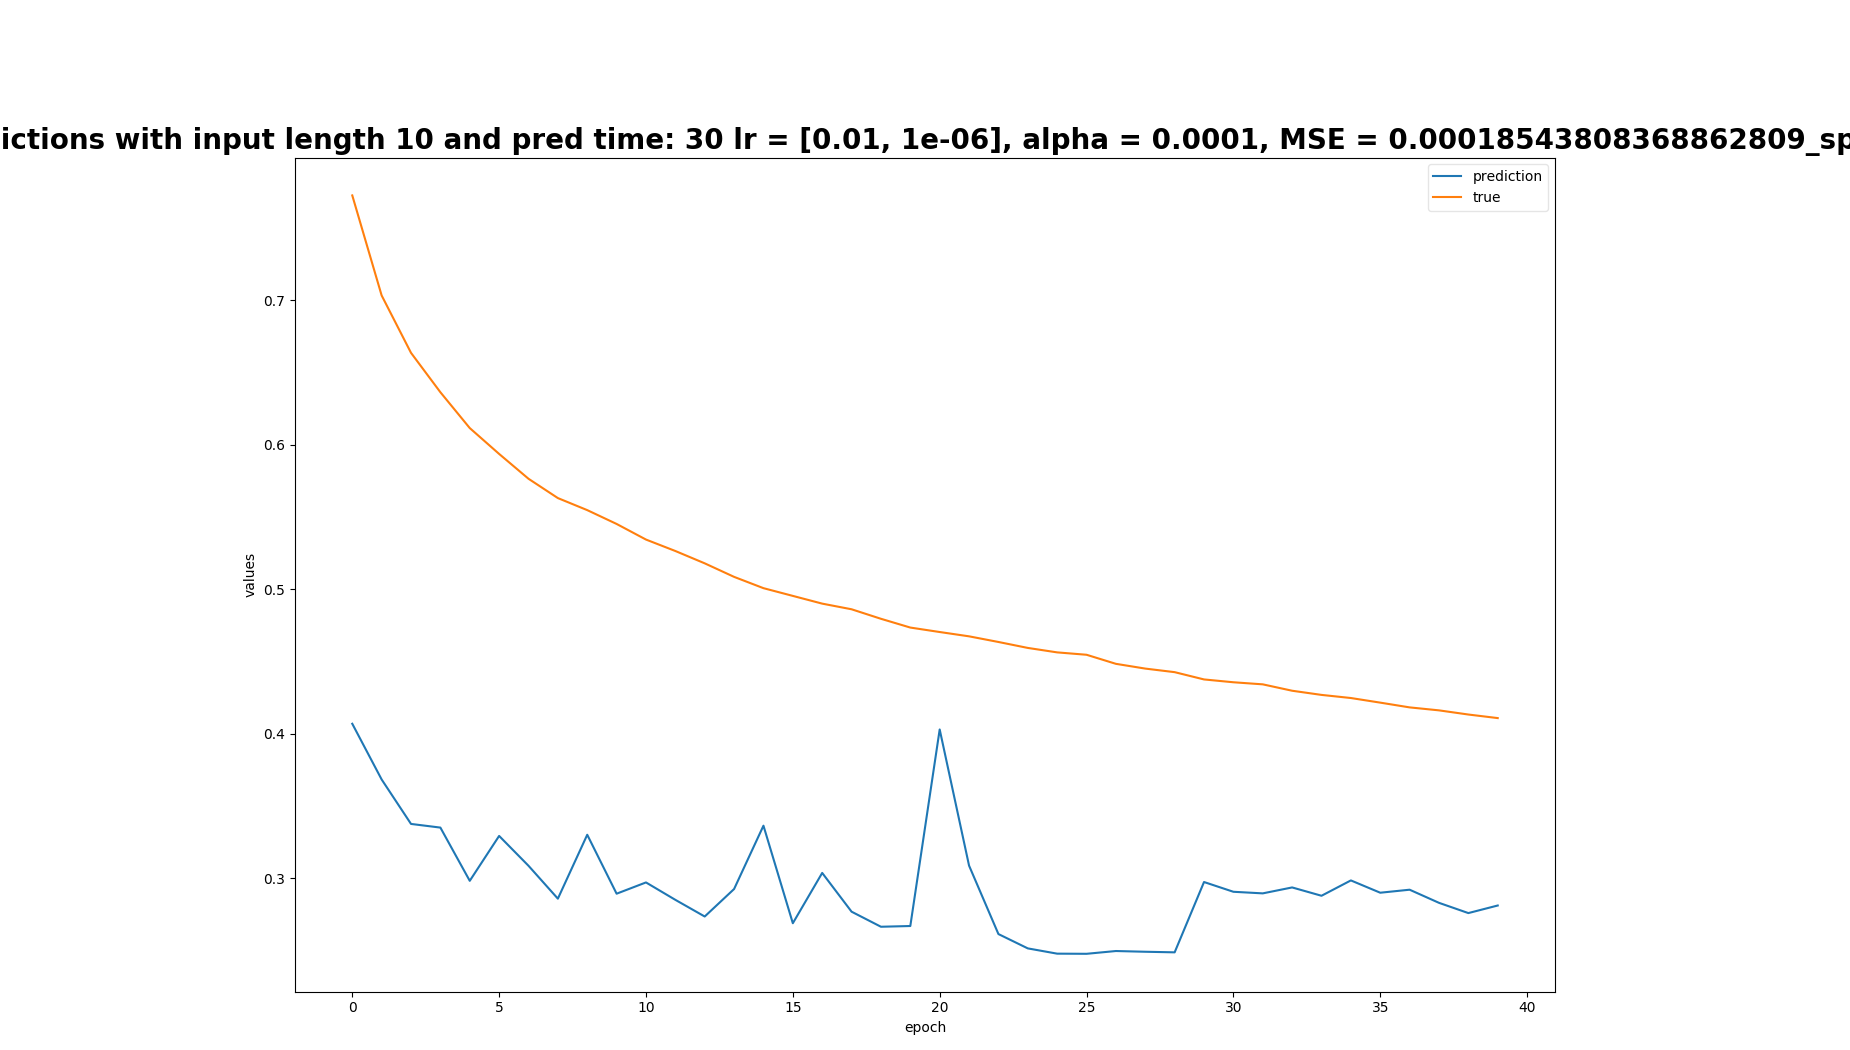 ictions with input length 10 and pred time: 30 lr = [0.01, 1e-06], alpha = 0.0001, MSE = 0.00018543808368862809_sp
prediction
true
0.7
0.6
0.5
0.4
0.3
values
0 5 10 15 20 25 30 35 40
epoch